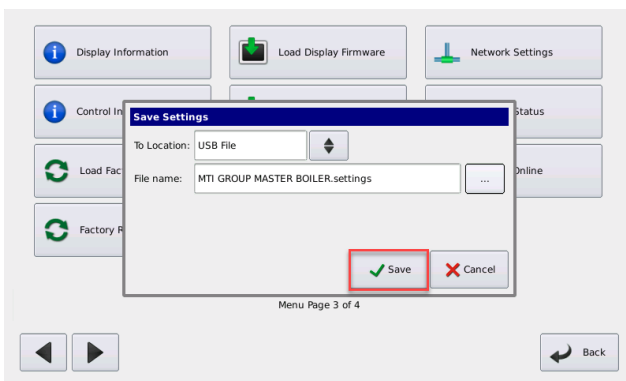 Display Information
Load Display Firmware
Network Settings
Control In
Status
Load Fac
Online
Factory R
Save Settings
To Location: USB File
File name: MTI GROUP MASTER BOILER.settings ...
Save
Cancel
Menu Page 3 of 4
Back